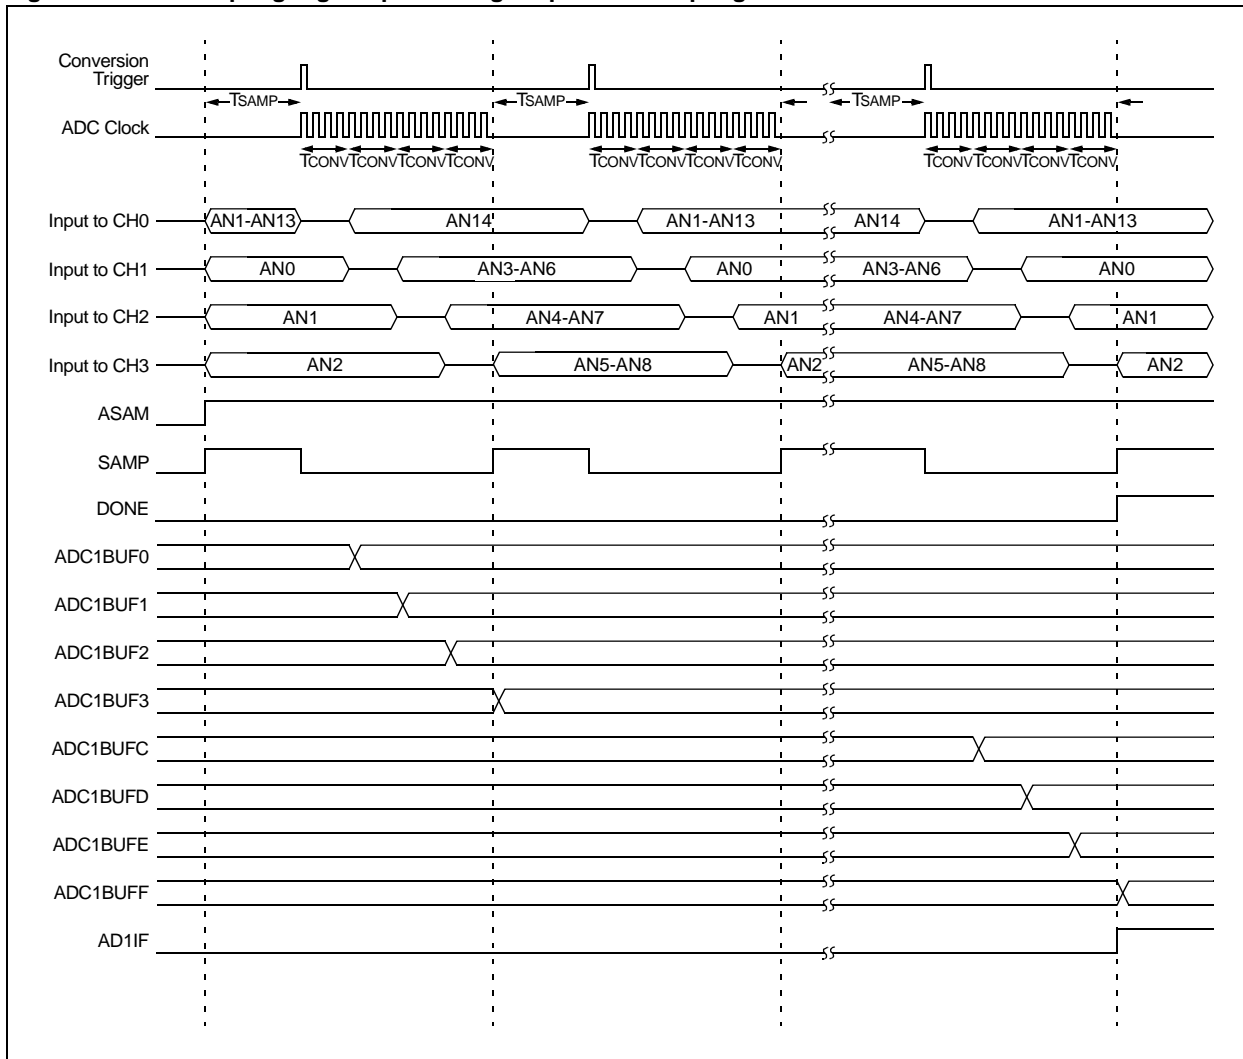 Conversion
Trigger
TSAMP TSAMP TSAMP
ADC Clock
TCONV TCONV TCONV TCONV TCONV TCONV TCONV TCONV TCONV TCONV TCONV TCONV
Input to CH0 AN1-AN13 AN14 AN1-AN13 AN14 AN1-AN13
Input to CH1 AN0 AN3-AN6 AN0 AN3-AN6 AN0
Input to CH2 AN1 AN4-AN7 AN1 AN4-AN7 AN1
Input to CH3 AN2 AN5-AN8 AN2 AN5-AN8 AN2
ASAM
SAMP
DONE
ADC1BUF0
ADC1BUF1
ADC1BUF2
ADC1BUF3
ADC1BUFC
ADC1BUFD
ADC1BUFE
ADC1BUFF
AD1IF